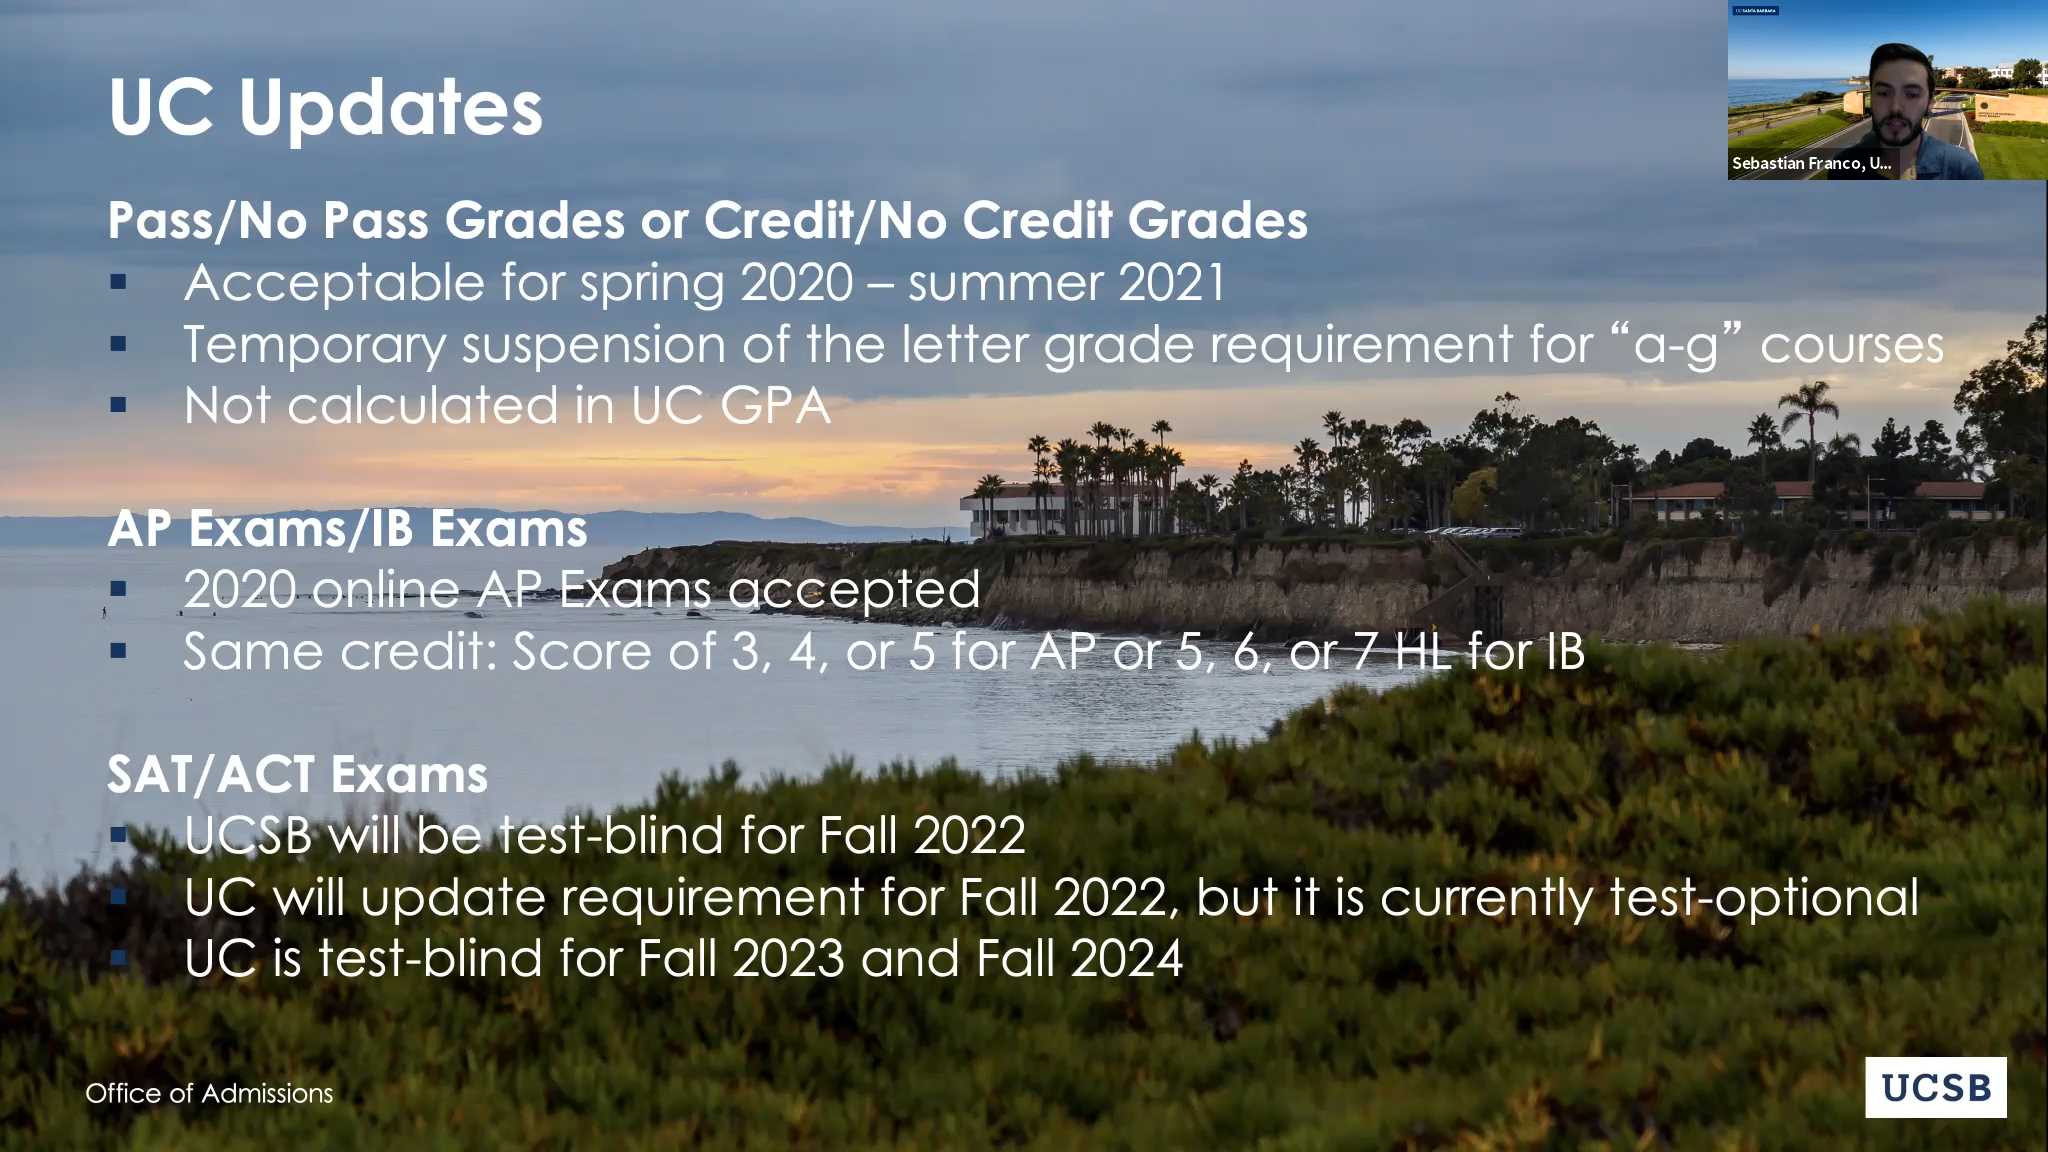 UC SANTA BARBARA
UC Updates
Sebastian Franco, U...
Pass/No Pass Grades or Credit/No Credit Grades
▪ Acceptable for spring 2020 – summer 2021
▪ Temporary suspension of the letter grade requirement for “a-g” courses
▪ Not calculated in UC GPA
AP Exams/IB Exams
▪ 2020 online AP Exams accepted
▪ Same credit: Score of 3, 4, or 5 for AP or 5, 6, or 7 HL for IB
SAT/ACT Exams
▪ UCSB will be test-blind for Fall 2022
▪ UC will update requirement for Fall 2022, but it is currently test-optional
▪ UC is test-blind for Fall 2023 and Fall 2024
Office of Admissions
UCSB